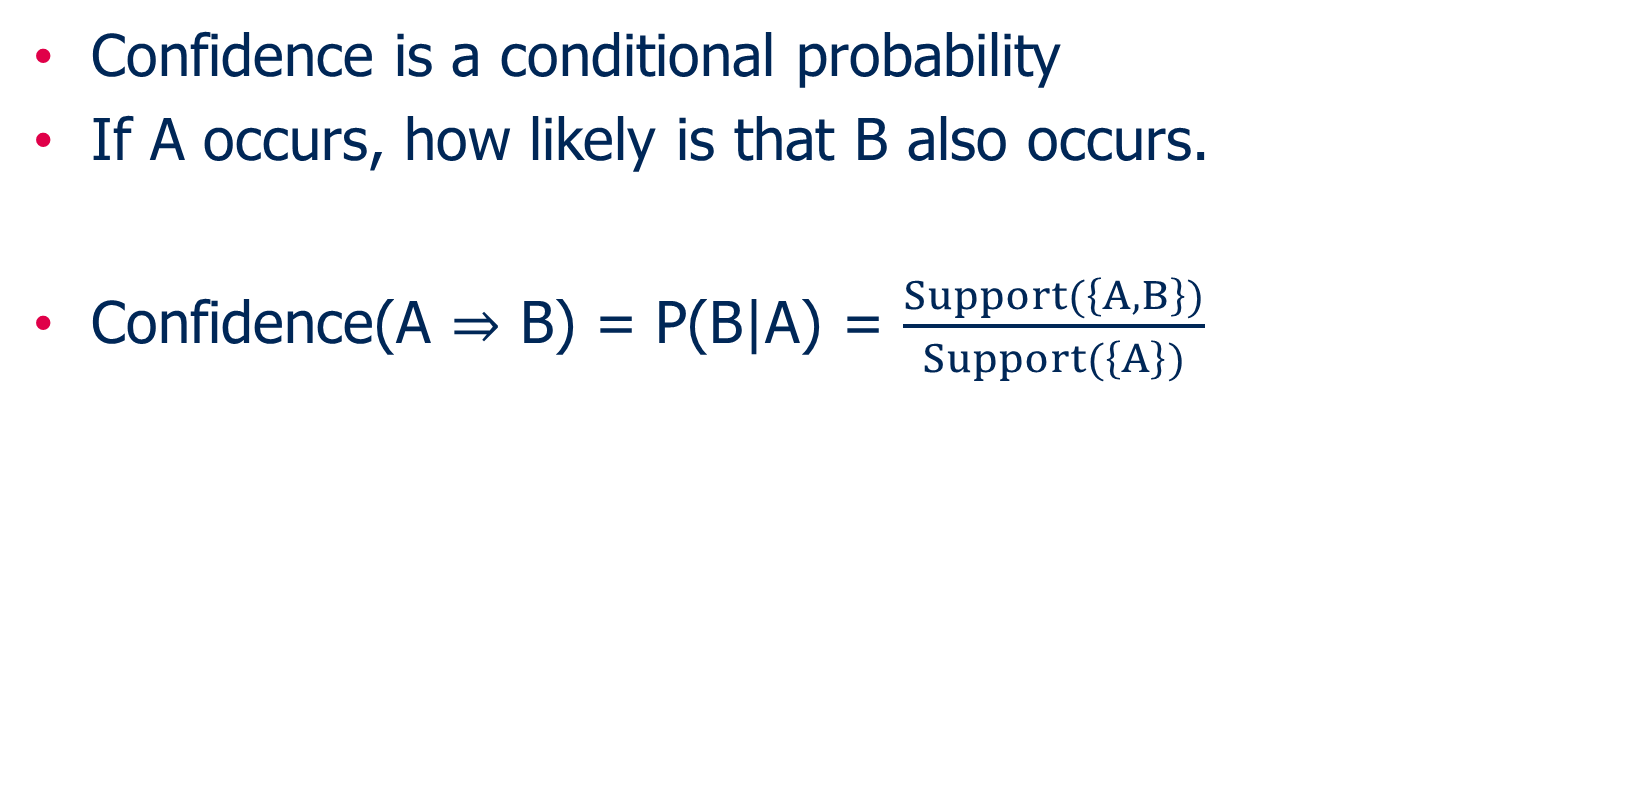 • Confidence is a conditional probability
• If A occurs, how likely is that B also occurs.
• Confidence(A ⇒ B) = P(B|A) = Support({A,B}) / Support({A})